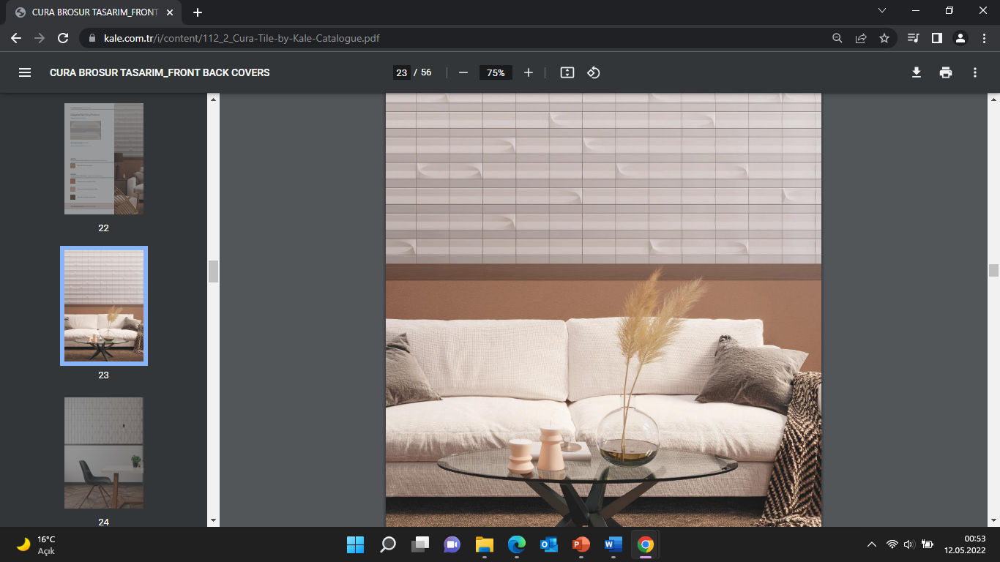 CURA BROSUR TASARIM_FRONT
kale.com.tr/i/content/112_2_Cura-Tile-by-Kale-Catalogue.pdf
CURA BROSUR TASARIM_FRONT BACK COVERS
23 / 56
75%
22
23
24
16°C
Açık
00:53
12.05.2022